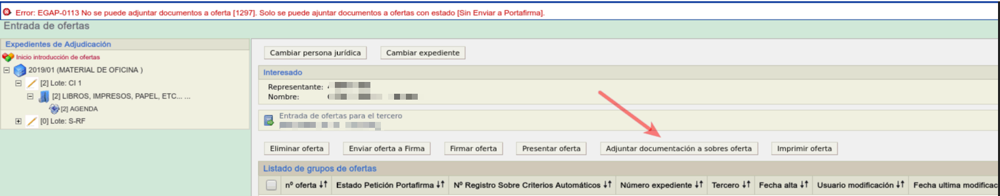 Error: EGAP-0113 No se puede adjuntar documentos a oferta [1297]. Solo se puede ajuntar documentos a ofertas con estado [Sin Enviar a Portafirma].
Entrada de ofertas
Expedientes de Adjudicación
Inicio introducción de ofertas
2019/01 (MATERIAL DE OFICINA )
[2] Lote: CI 1
[2] LIBROS, IMPRESOS, PAPEL, ETC... ...
[2] AGENDA
[0] Lote: S-RF
Cambiar persona jurídica Cambiar expediente
Interesado
Representante:
Nombre:
Entrada de ofertas para el tercero
Eliminar oferta Enviar oferta a Firma Firmar oferta Presentar oferta Adjuntar documentación a sobres oferta Imprimir oferta
Listado de grupos de ofertas
nº oferta Estado Petición Portafirma Nº Registro Sobre Criterios Automáticos Número expediente Tercero Fecha alta Usuario modificación Fecha ultima modificac